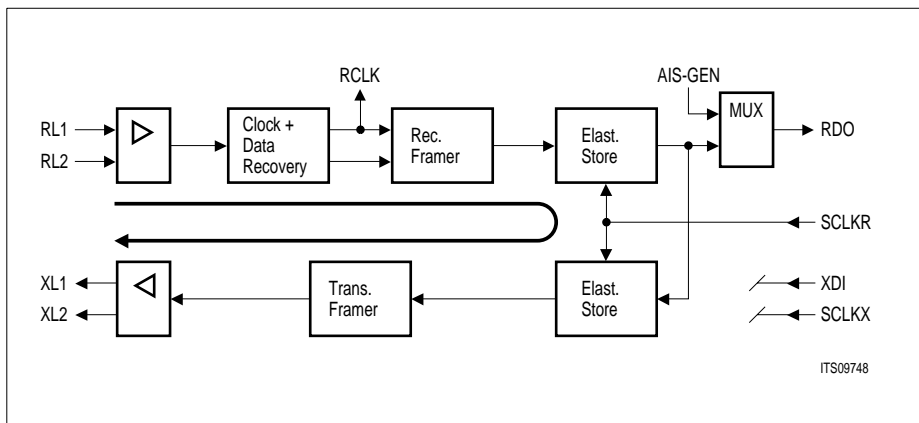 RCLK
AIS-GEN
RL1
RL2
Clock +
Data
Recovery
Rec.
Framer
Elast.
Store
MUX
RDO
SCLKR
XL1
XL2
Trans.
Framer
Elast.
Store
XDI
SCLKX
ITS09748